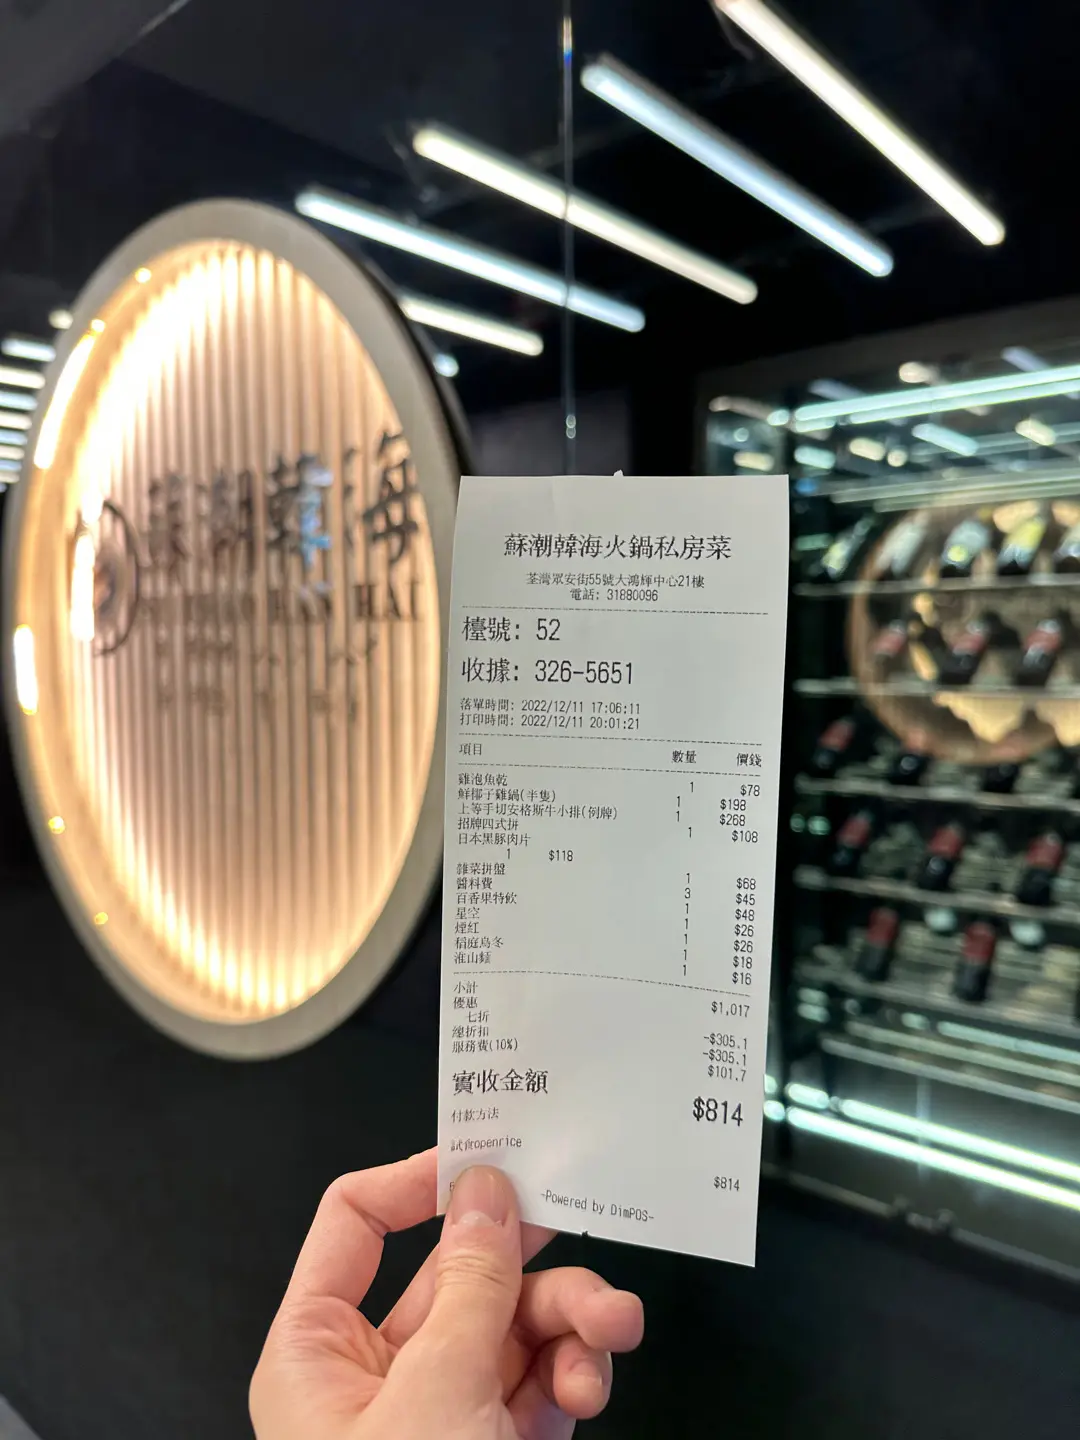 潮韓海
HAI
蘇潮韓海火鍋私房菜
荃灣眾安街55號大鴻輝中心21樓
電話: 31880096
檯號: 52
收據: 326-5651
落單時間: 2022/12/11 17:06:11
打印時間: 2022/12/11 20:01:21
項目 數量 價錢
雞泡魚乾 1 $78
鮮椰子雞鍋(半隻) 1 $198
上等手切安格斯牛小排(例牌) 1 $268
招牌四式拼 1 $108
日本黑豚肉片
1 $118
雜菜拼盤 1 $68
醬料費 3 $45
百香果特飲 1 $48
星空 1 $26
煙紅 1 $26
稻庭烏冬 1 $18
淮山麵 1 $16
小計 $1,017
優惠
七折 -$305.1
總折扣 -$305.1
服務費(10%) $101.7
實收金額 $814
付款方法
試食openrice $814
-Powered by DimPOS-